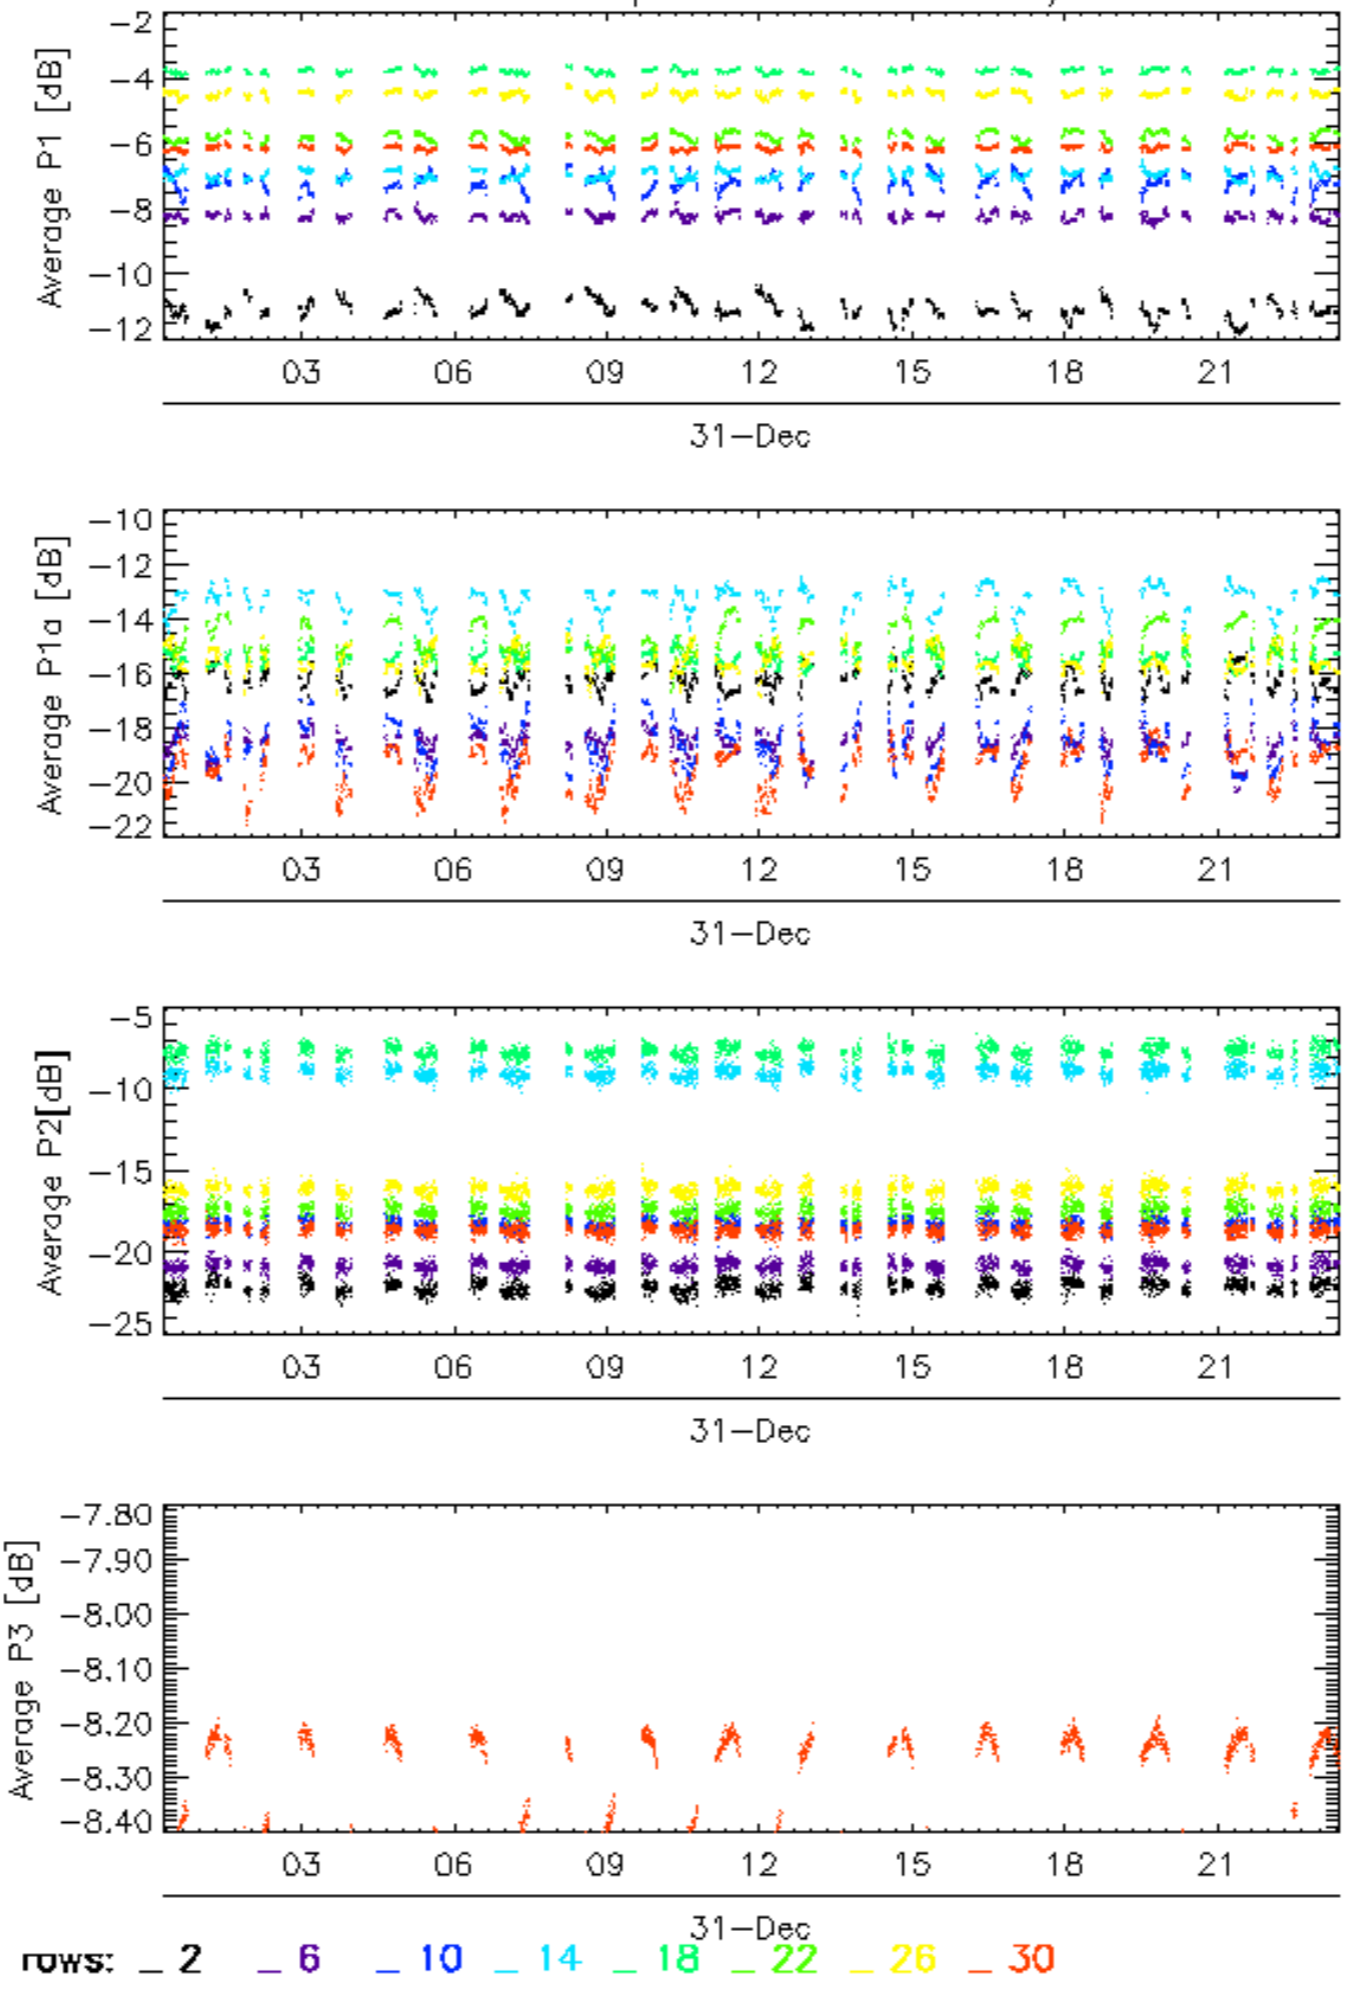 Average P1 [dB]
-2
-4
-6
-8
-10
-12
03 06 09 12 15 18 21
31-Dec
Average P1a [dB]
-10
-12
-14
-16
-18
-20
-22
03 06 09 12 15 18 21
31-Dec
Average P2[dB]
-5
-10
-15
-20
-25
03 06 09 12 15 18 21
31-Dec
Average P3 [dB]
-7.80
-7.90
-8.00
-8.10
-8.20
-8.30
-8.40
03 06 09 12 15 18 21
31-Dec
rows: _ 2 _ 6 _ 10 _ 14 _ 18 _ 22 _ 26 _ 30